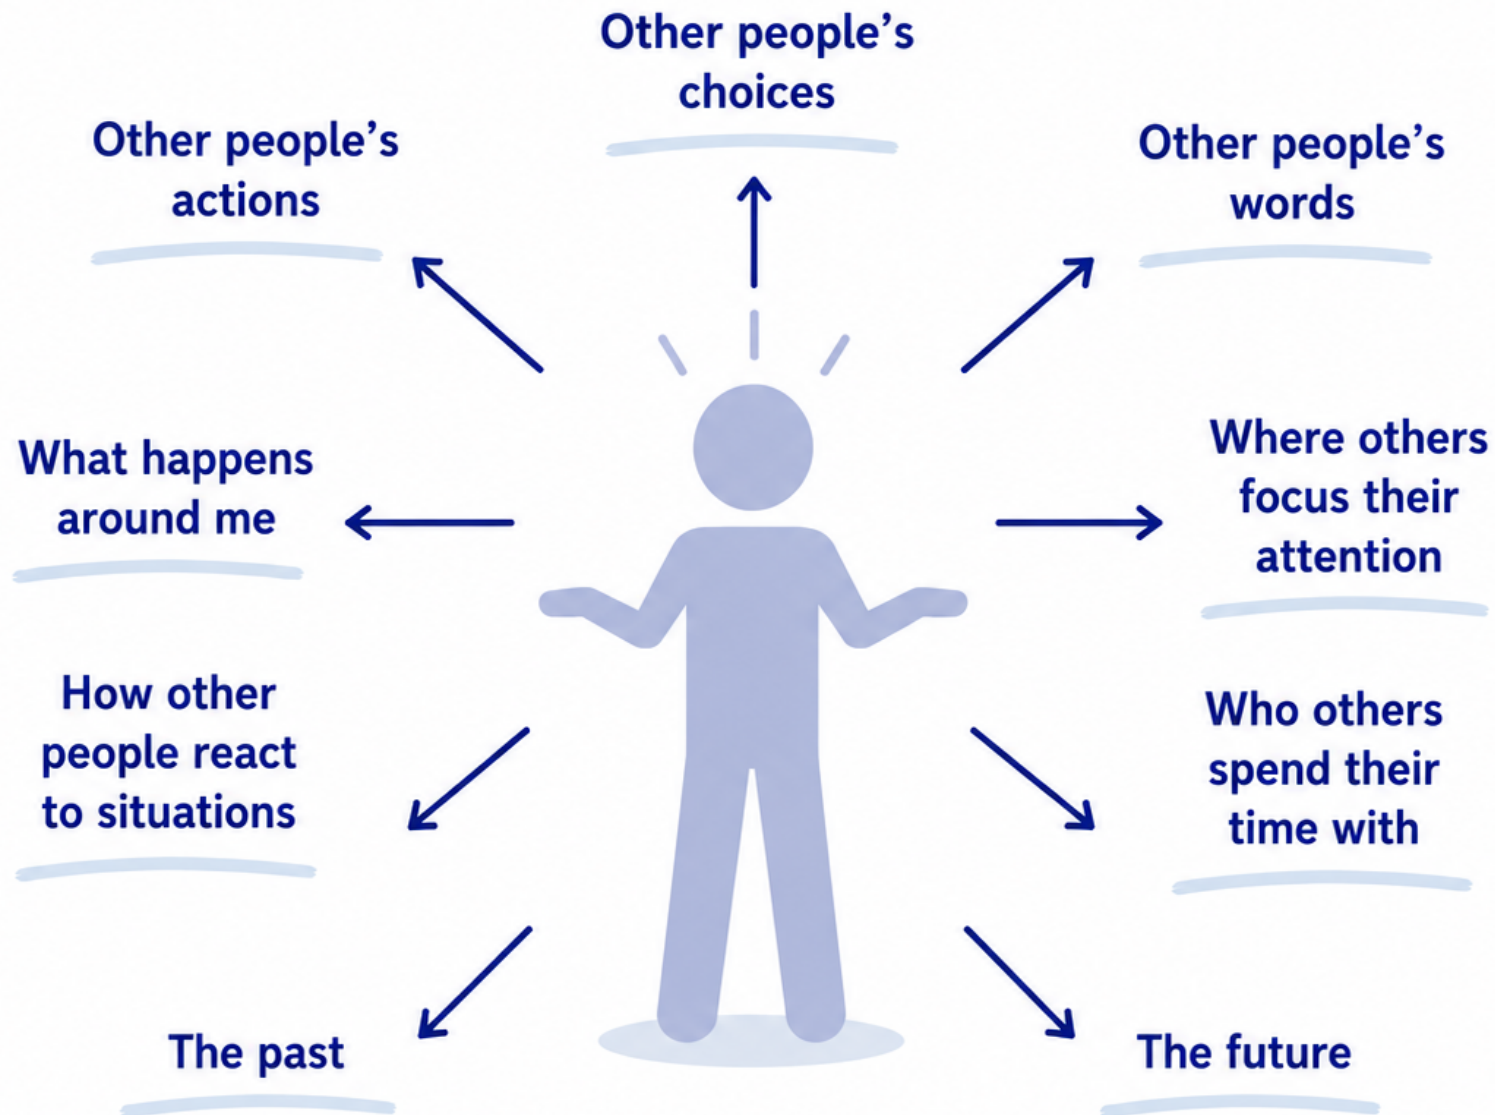 Other people’s
choices
Other people’s
actions
Other people’s
words
What happens
around me
Where others
focus their
attention
How other
people react
to situations
Who others
spend their
time with
The past
The future